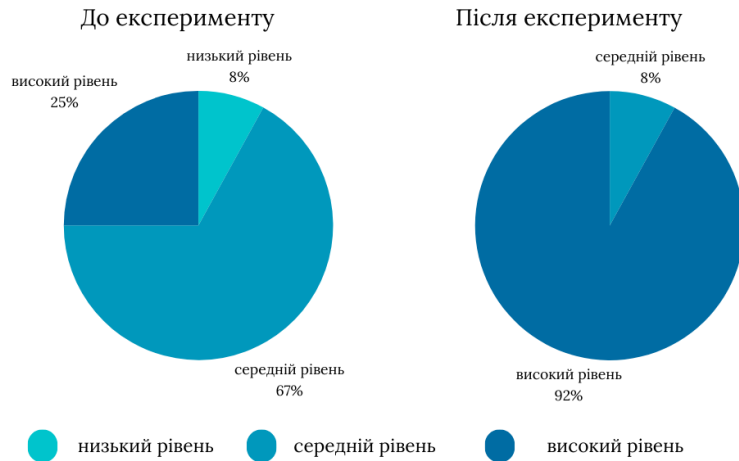 До експерименту
Після експерименту
низький рівень
8%
високий рівень
25%
середній рівень
67%
середній рівень
8%
високий рівень
92%
низький рівень
середній рівень
високий рівень